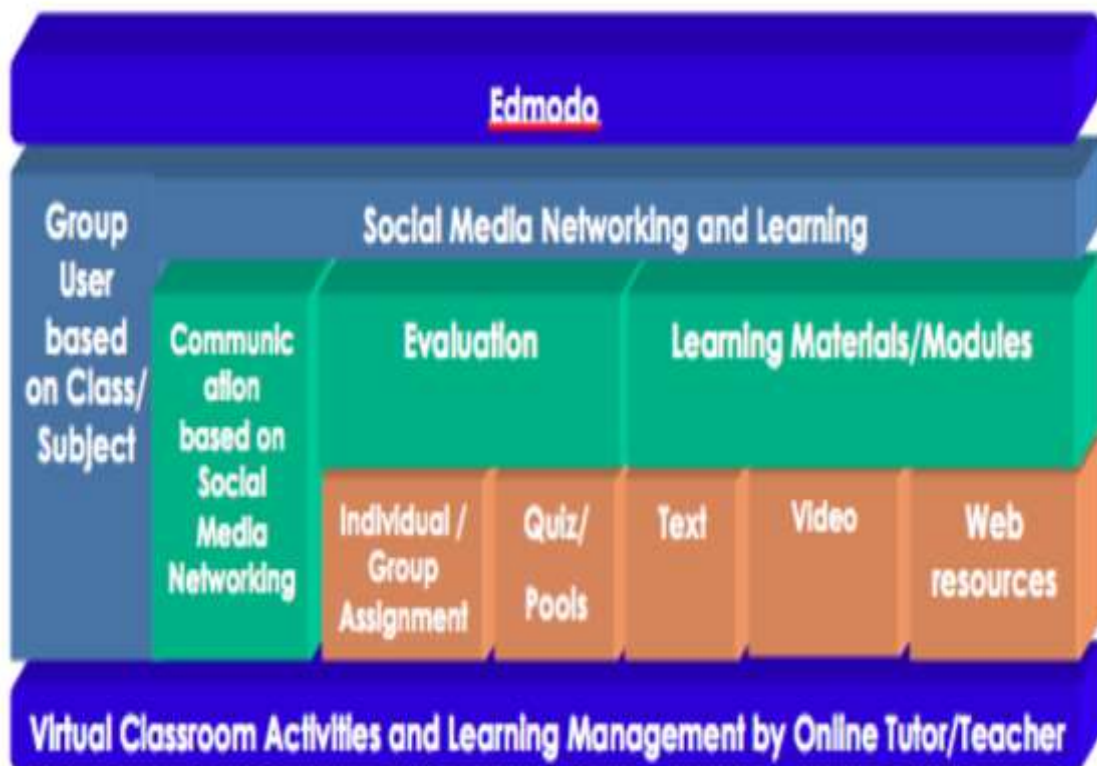 Edmodo
Group
User
based
on Class/
Subject
Social Media Networking and Learning
Communic
ation
based on
Social
Media
Networking
Evaluation
Learning Materials/Modules
Individual /
Group
Assignment
Quiz/
Pools
Text
Video
Web
resources
Virtual Classroom Activities and Learning Management by Online Tutor/Teacher